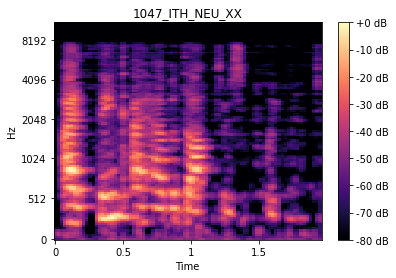 1047_ITH_NEU_XX
Hz
8192
4096
2048
1024
512
0
0
0.5
1
1.5
Time
+0 dB
-10 dB
-20 dB
-30 dB
-40 dB
-50 dB
-60 dB
-70 dB
-80 dB